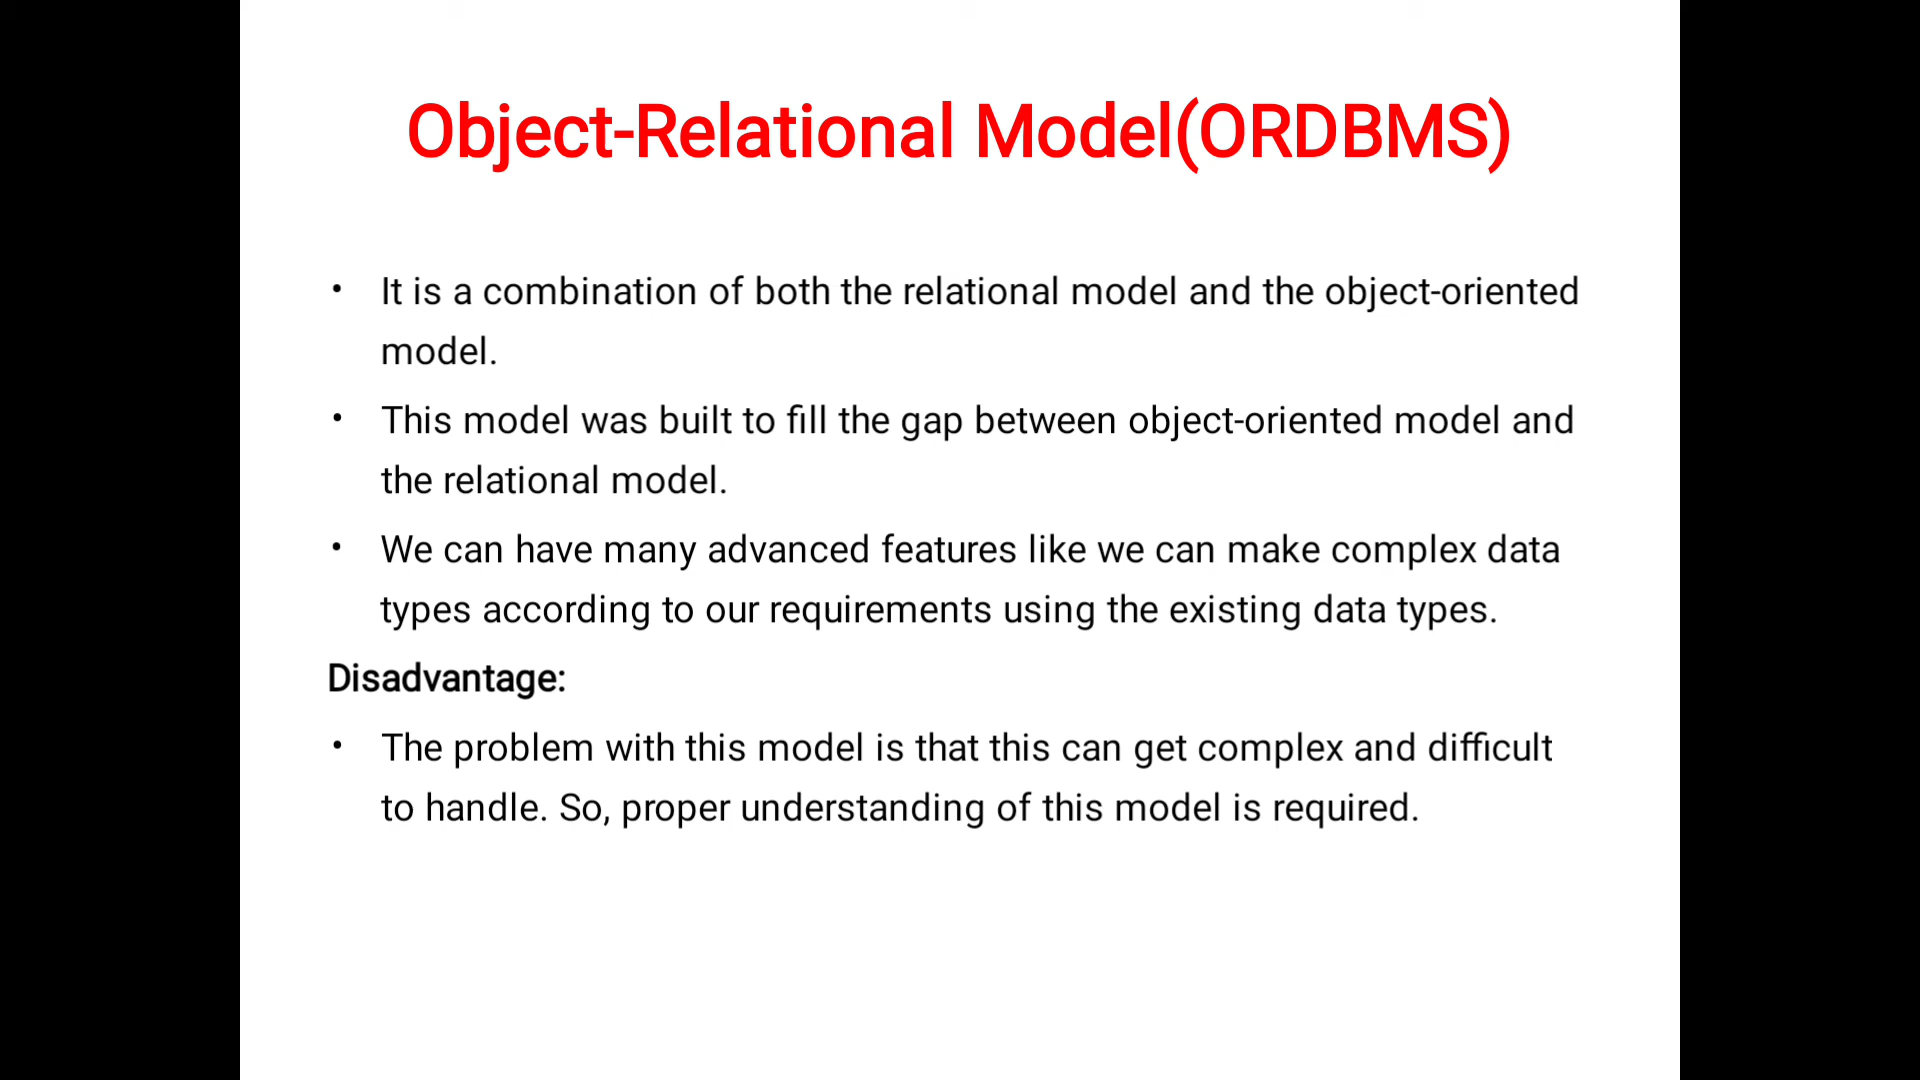 Object-Relational Model(ORDBMS)
• It is a combination of both the relational model and the object-oriented
model.
• This model was built to fill the gap between object-oriented model and
the relational model.
• We can have many advanced features like we can make complex data
types according to our requirements using the existing data types.
Disadvantage:
• The problem with this model is that this can get complex and difficult
to handle. So, proper understanding of this model is required.